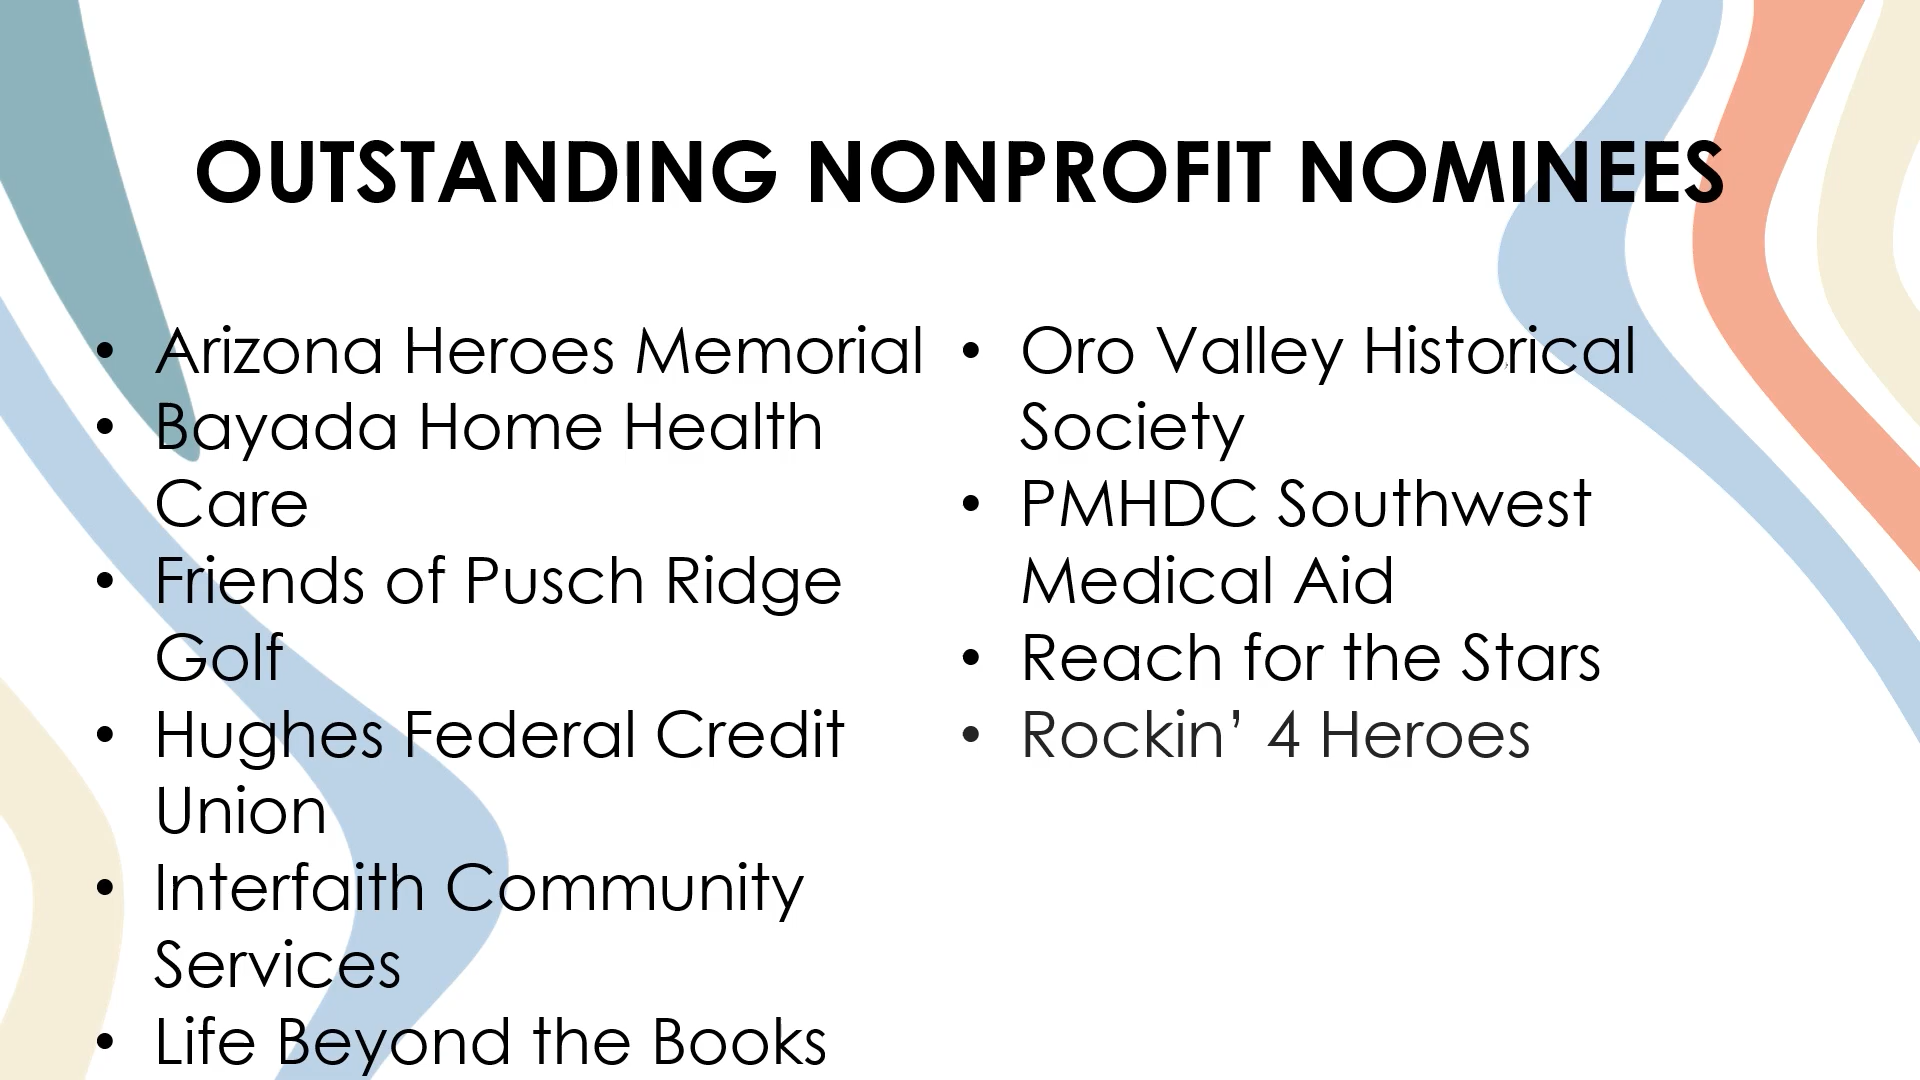 OUTSTANDING NONPROFIT NOMINEES
• Arizona Heroes Memorial
• Bayada Home Health
Care
• Friends of Pusch Ridge
Golf
• Hughes Federal Credit
Union
• Interfaith Community
Services
• Life Beyond the Books
• Oro Valley Historical
Society
• PMHDC Southwest
Medical Aid
• Reach for the Stars
• Rockin’ 4 Heroes